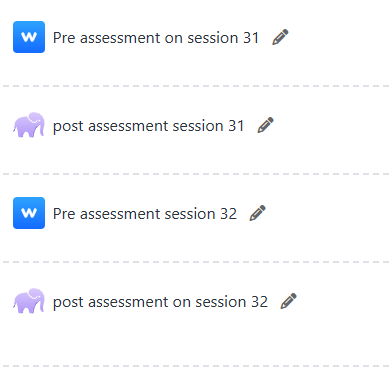 w Pre assessment on session 31
post assessment session 31
w Pre assessment session 32
post assessment on session 32